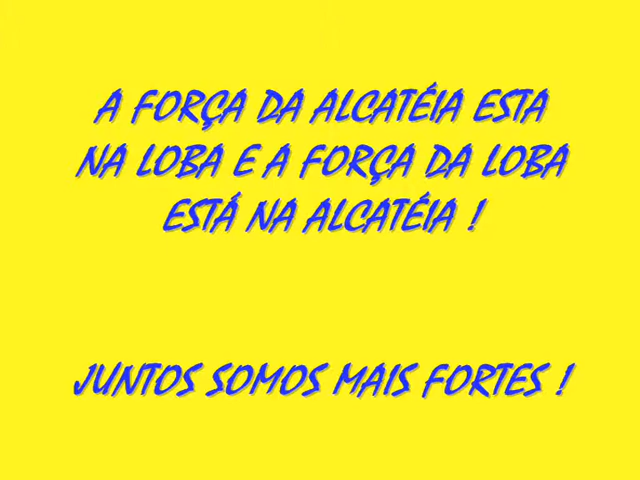 A FORÇA DA ALCATÉIA ESTA
NA LOBA E A FORÇA DA LOBA
ESTÁ NA ALCATÉIA !
JUNTOS SOMOS MAIS FORTES !